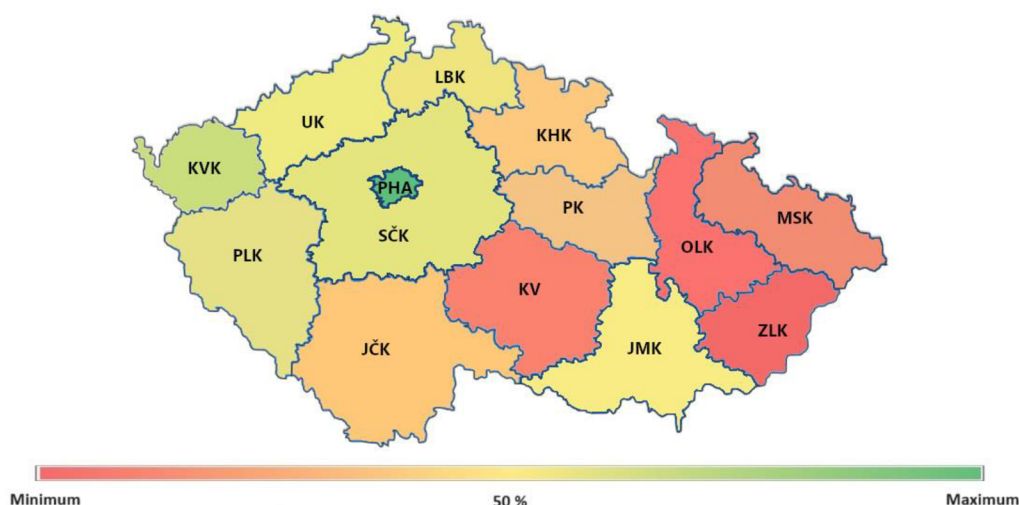 LBK
UK
KHK
KVK
PHA
PK
MSK
SČK
OLK
PLK
KV
ZLK
JČK
JMK
Minimum
50 %
Maximum